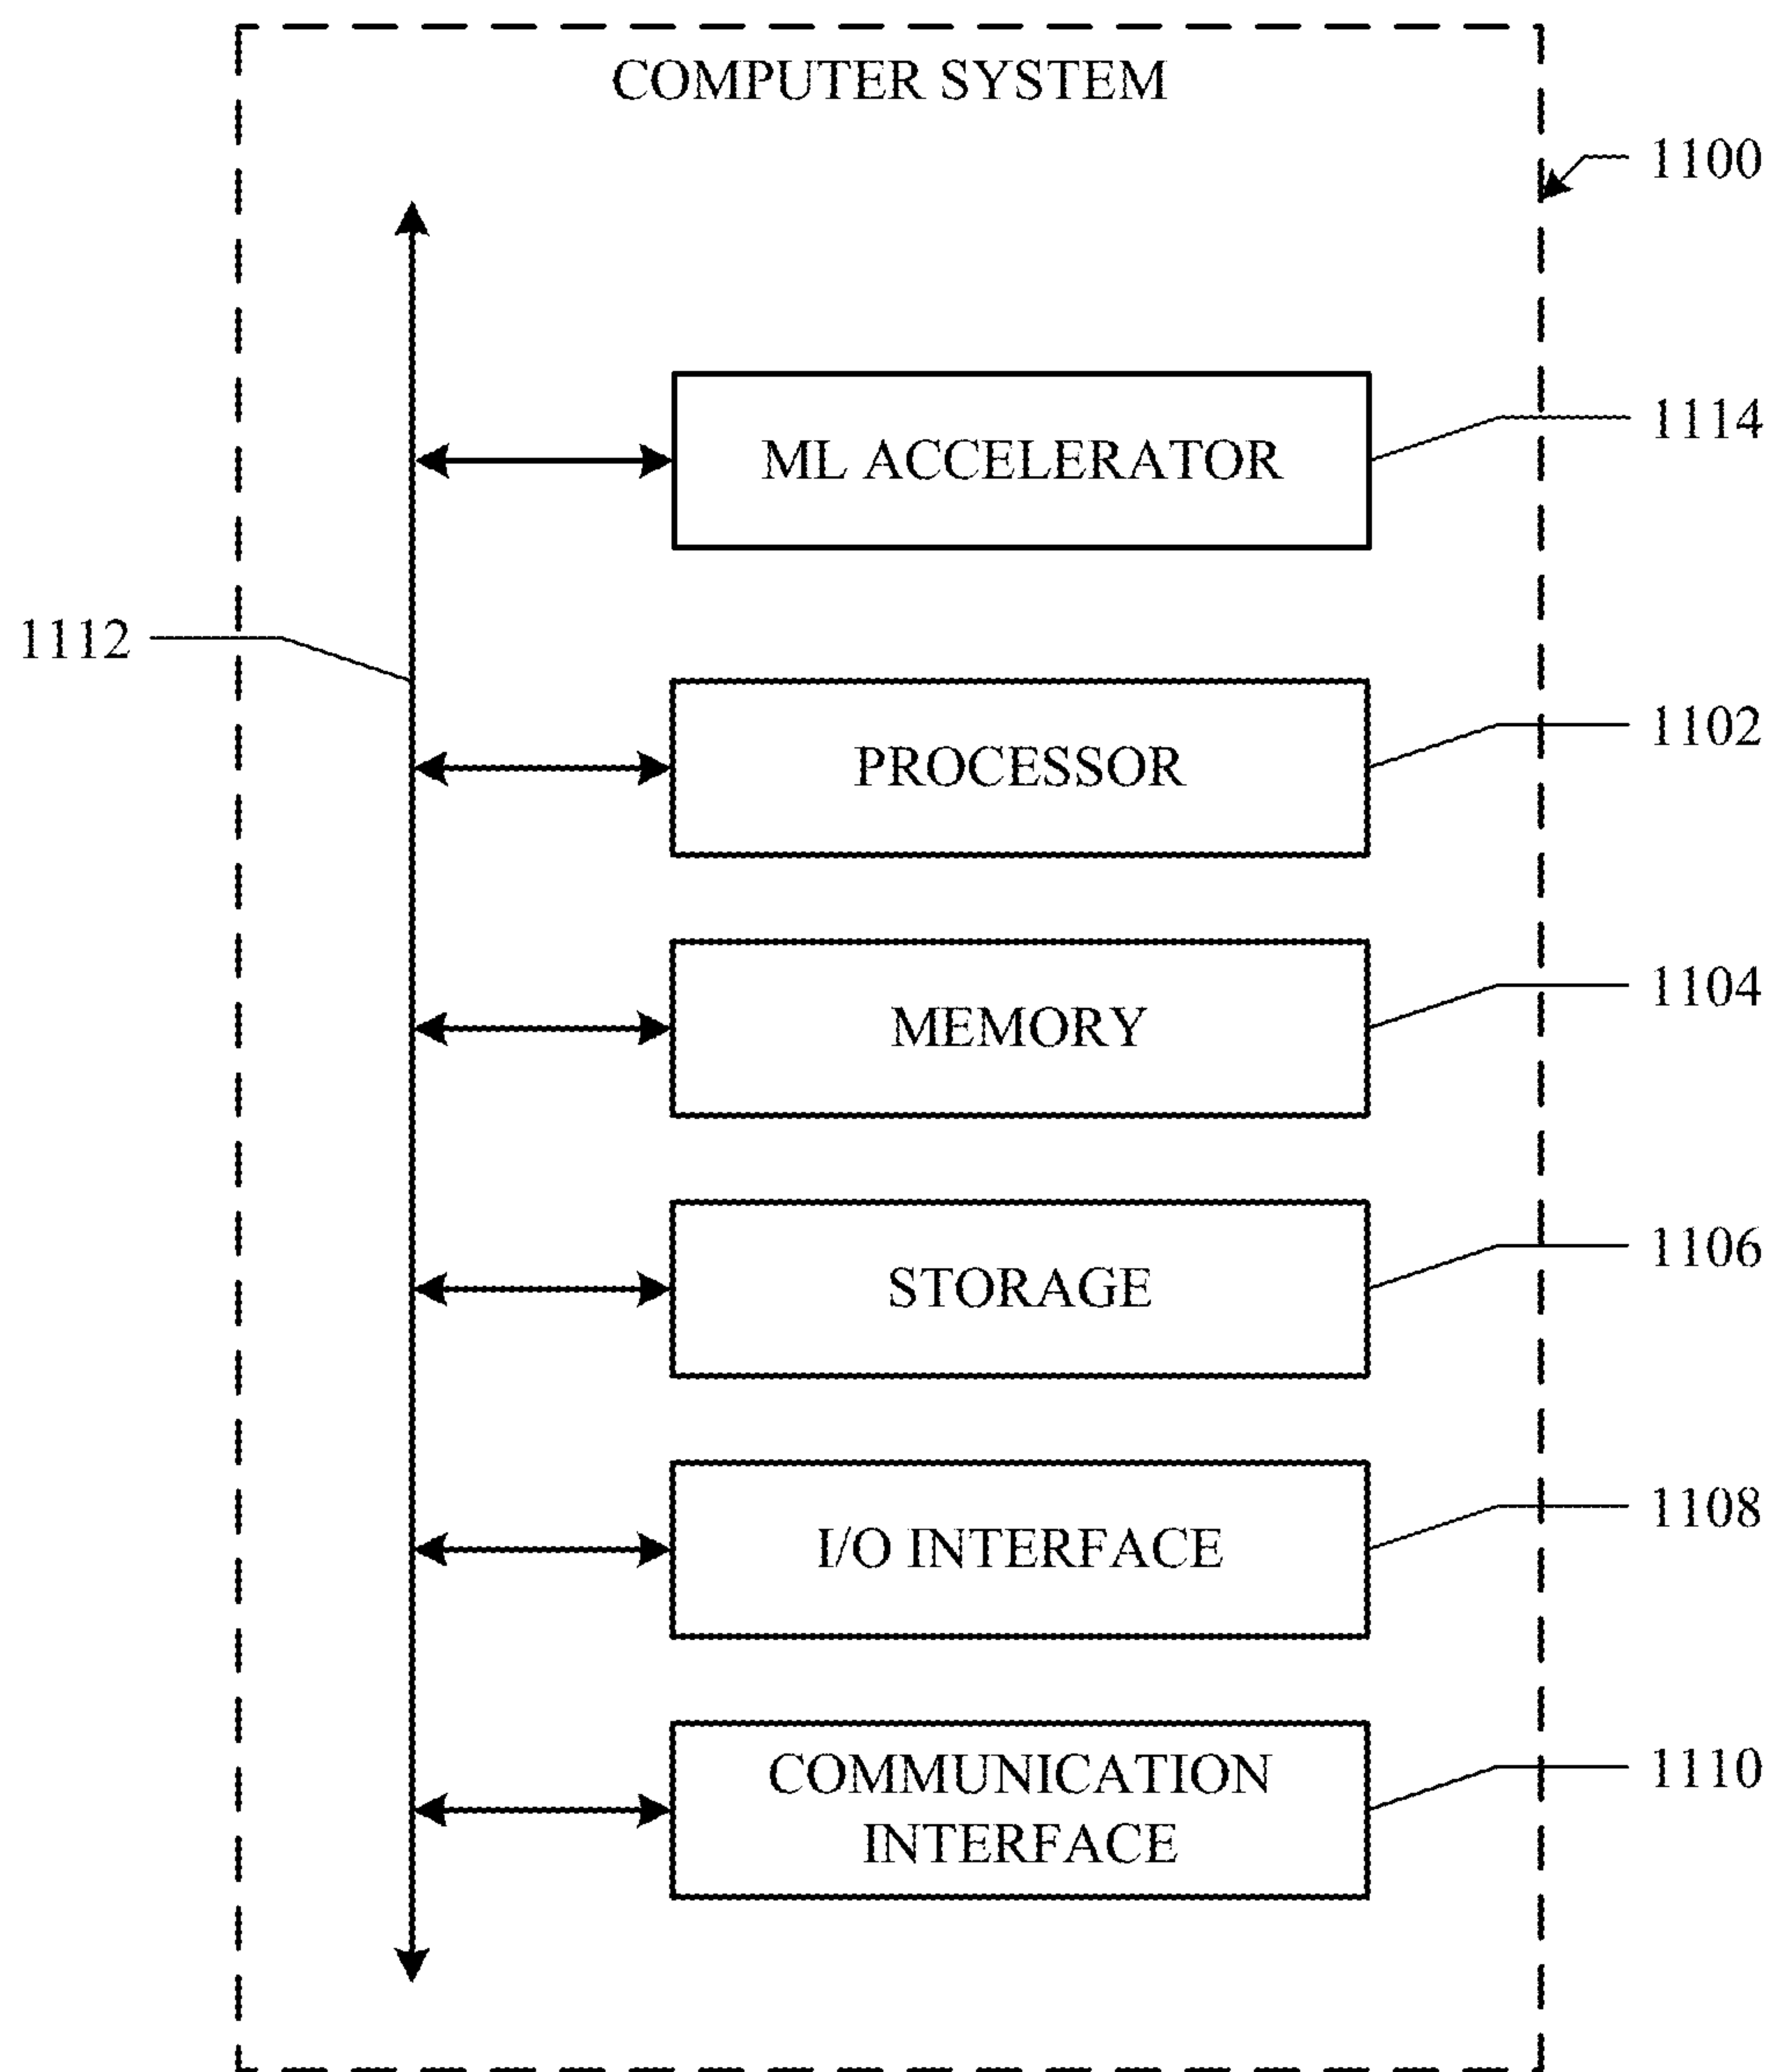 COMPUTER SYSTEM
1100
ML ACCELERATOR
1114
1112
PROCESSOR
1102
MEMORY
1104
STORAGE
1106
I/O INTERFACE
1108
COMMUNICATION
INTERFACE
1110